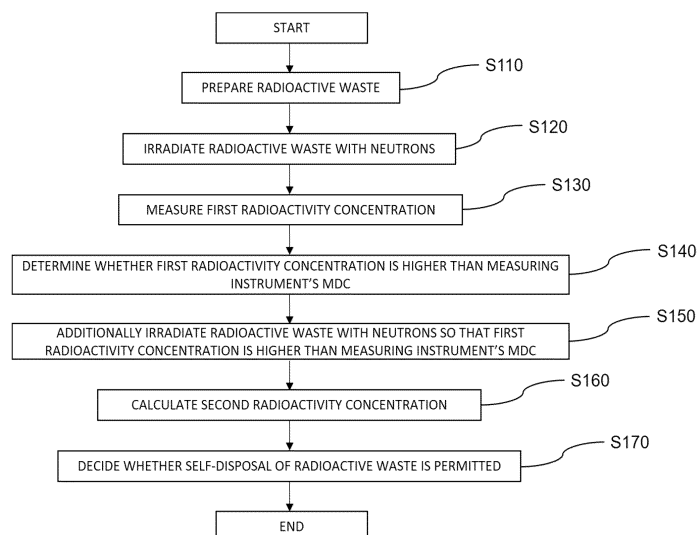 START
S110
PREPARE RADIOACTIVE WASTE
S120
IRRADIATE RADIOACTIVE WASTE WITH NEUTRONS
S130
MEASURE FIRST RADIOACTIVITY CONCENTRATION
S140
DETERMINE WHETHER FIRST RADIOACTIVITY CONCENTRATION IS HIGHER THAN MEASURING
INSTRUMENT'S MDC
S150
ADDITIONALLY IRRADIATE RADIOACTIVE WASTE WITH NEUTRONS SO THAT FIRST
RADIOACTIVITY CONCENTRATION IS HIGHER THAN MEASURING INSTRUMENT'S MDC
S160
CALCULATE SECOND RADIOACTIVITY CONCENTRATION
S170
DECIDE WHETHER SELF-DISPOSAL OF RADIOACTIVE WASTE IS PERMITTED
END